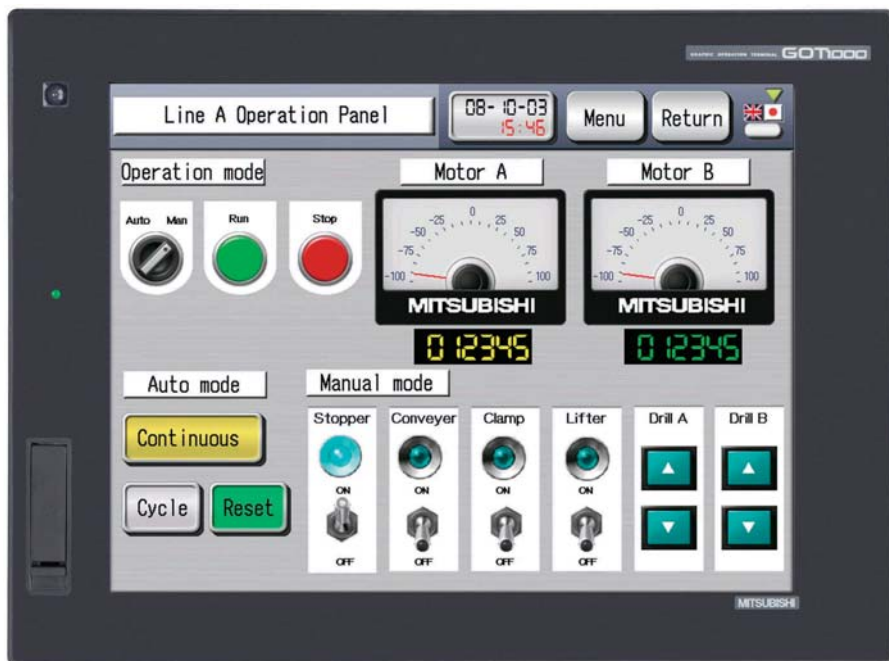 GRAPHIC OPERATION TERMINAL GOT1000
Line A Operation Panel
08-10-03
15:46
Menu
Return
Operation mode
Auto Man
Run
Stop
Motor A
-100 -75 -50 -25 0 25 50 75 100
MITSUBISHI
012345
Motor B
-100 -75 -50 -25 0 25 50 75 100
MITSUBISHI
012345
Auto mode
Continuous
Cycle
Reset
Manual mode
Stopper
ON
OFF
Conveyer
ON
OFF
Clamp
ON
OFF
Lifter
ON
OFF
Drill A
Drill B
MITSUBISHI